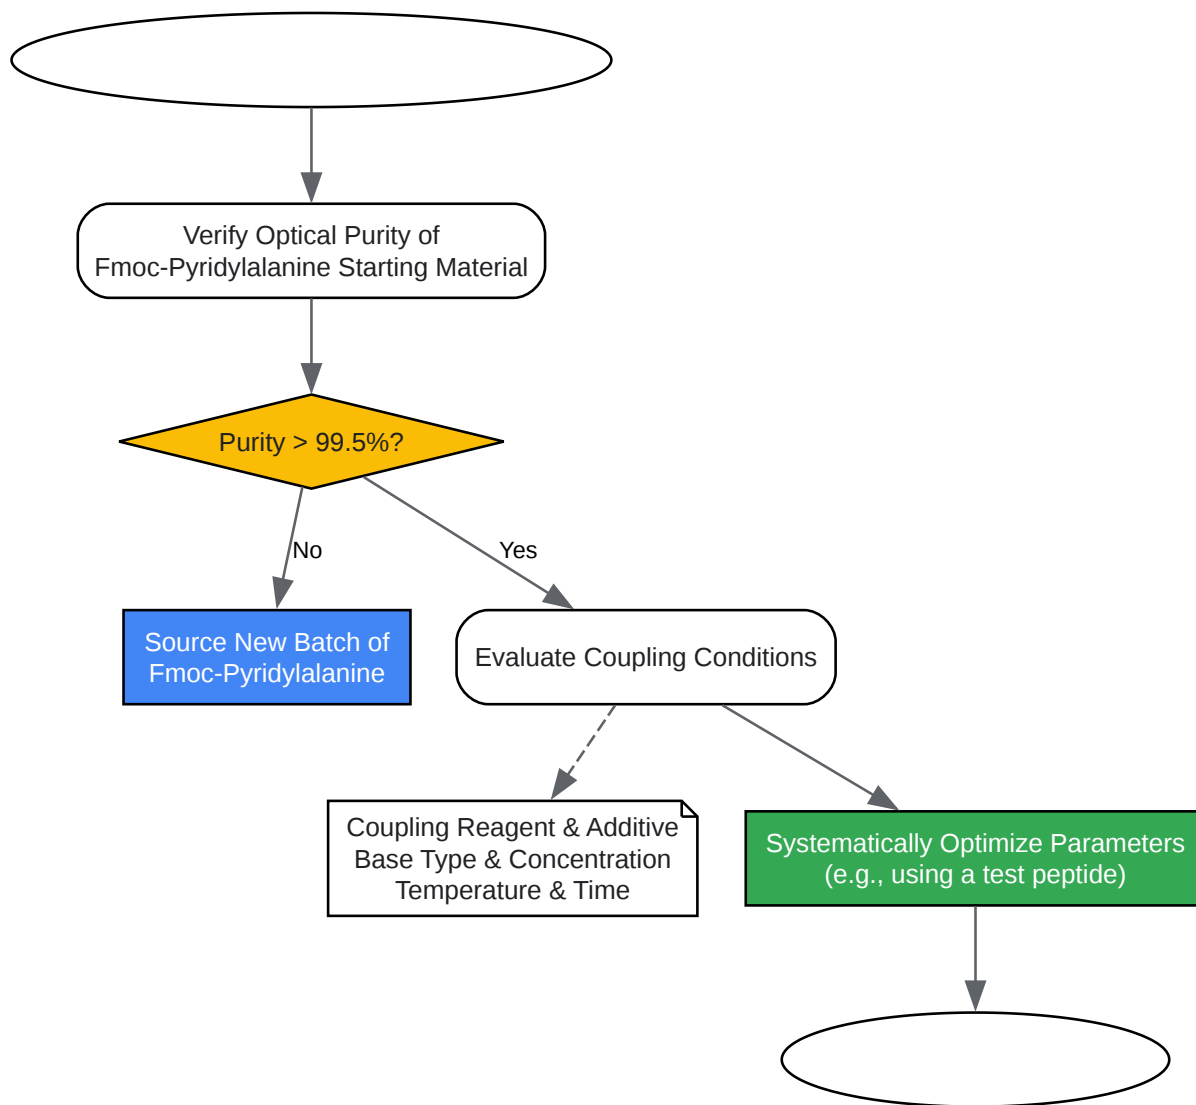 Verify Optical Purity of
Fmoc-Pyridylalanine Starting Material
Purity > 99.5%?
No
Yes
Source New Batch of
Fmoc-Pyridylalanine
Evaluate Coupling Conditions
Coupling Reagent & Additive
Base Type & Concentration
Temperature & Time
Systematically Optimize Parameters
(e.g., using a test peptide)